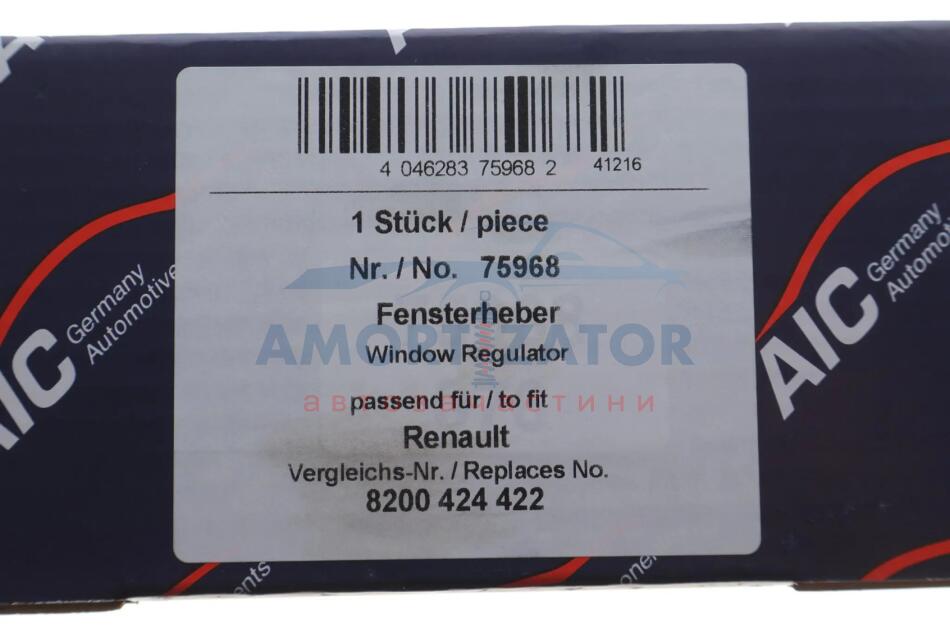 4 046283 75968 2 41216
1 Stück / piece
Nr. / No. 75968
Fensterheber
AMORTIZATOR
Window Regulator
passend für / to fit
автозапчастини
Renault
Vergleichs-Nr. / Replaces No.
8200 424 422
AIC Germany
Automotive
AIC Germany